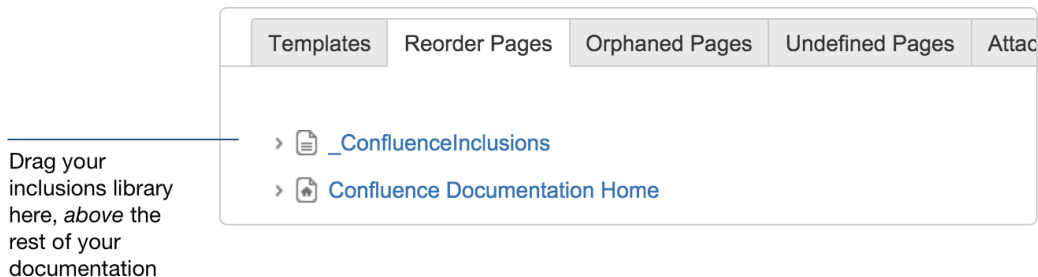 Templates Reorder Pages Orphaned Pages Undefined Pages Attac
_ConfluenceInclusions
Confluence Documentation Home
Drag your
inclusions library
here, above the
rest of your
documentation